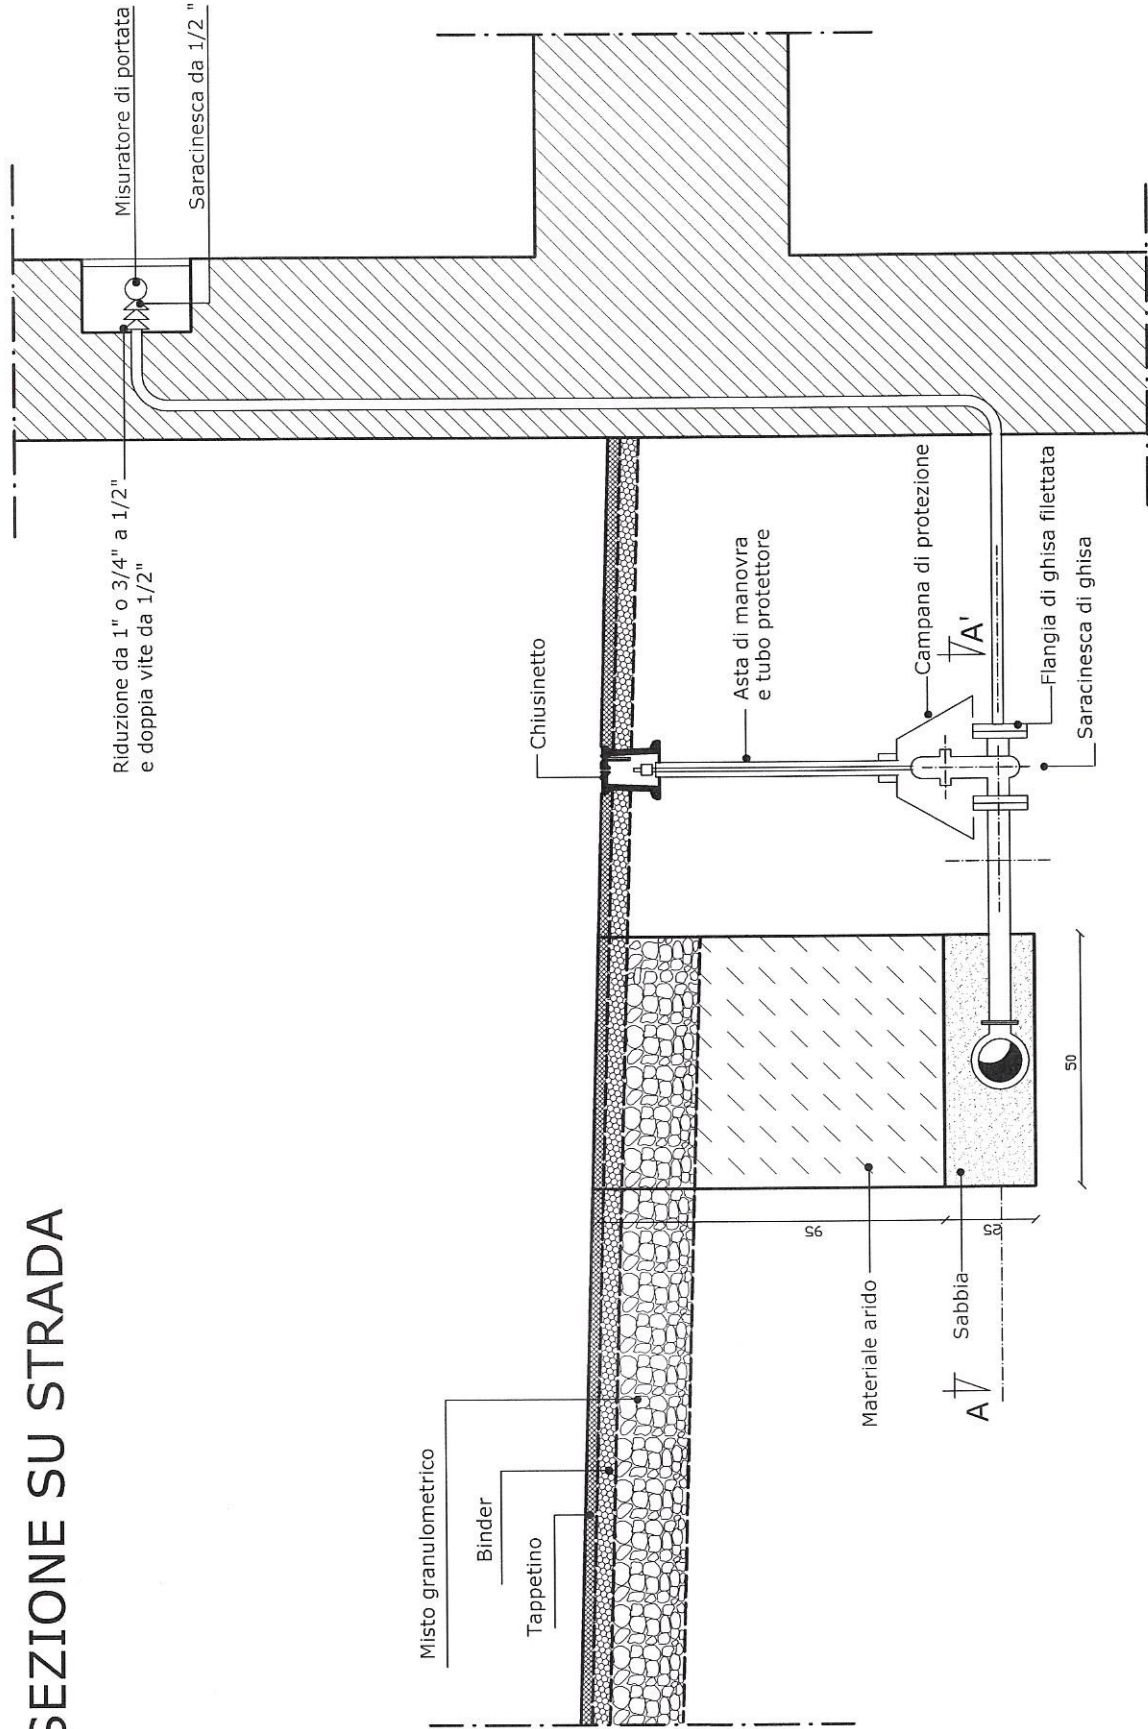 SEZIONE SU STRADA
Misuratore di portata
Saracinesca da 1/2 "
Riduzione da 1" o 3/4" a 1/2"
e doppia vite da 1/2"
Chiusinetto
Asta di manovra
e tubo protettore
Campana di protezione
A'
Flangia di ghisa filettata
Saracinesca di ghisa
Misto granulometrico
Binder
Tappetino
Materiale arido
Sabbia
A
95
25
50